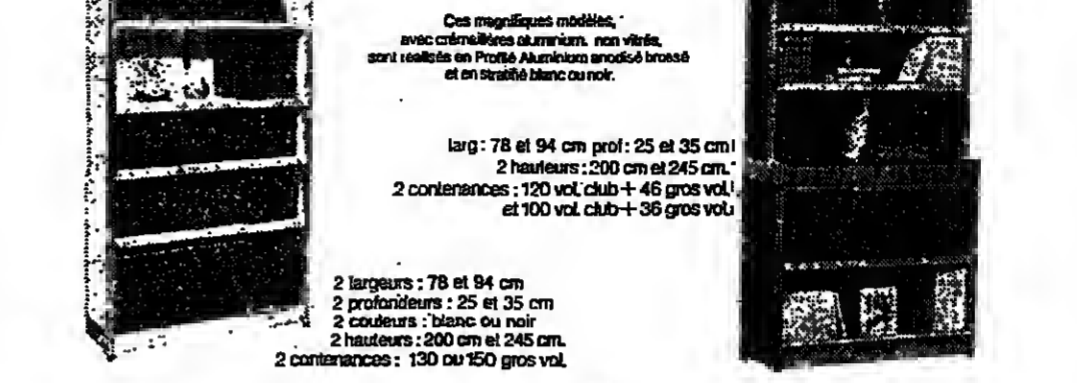 Ces magnifiques modèles,
avec crémaillères aluminium, non vitrés,
sont réalisés en Profilé Aluminium anodisé brossé
et en stratifié blanc ou noir.
larg : 78 et 94 cm prof : 25 et 35 cm
2 hauteurs : 200 cm et 245 cm.
2 contenances : 120 vol. club + 46 gros vol.
et 100 vol. club + 36 gros vol.
2 largeurs : 78 et 94 cm
2 profondeurs : 25 et 35 cm
2 couleurs : blanc ou noir
2 hauteurs : 200 cm et 245 cm.
2 contenances : 130 ou 150 gros vol.